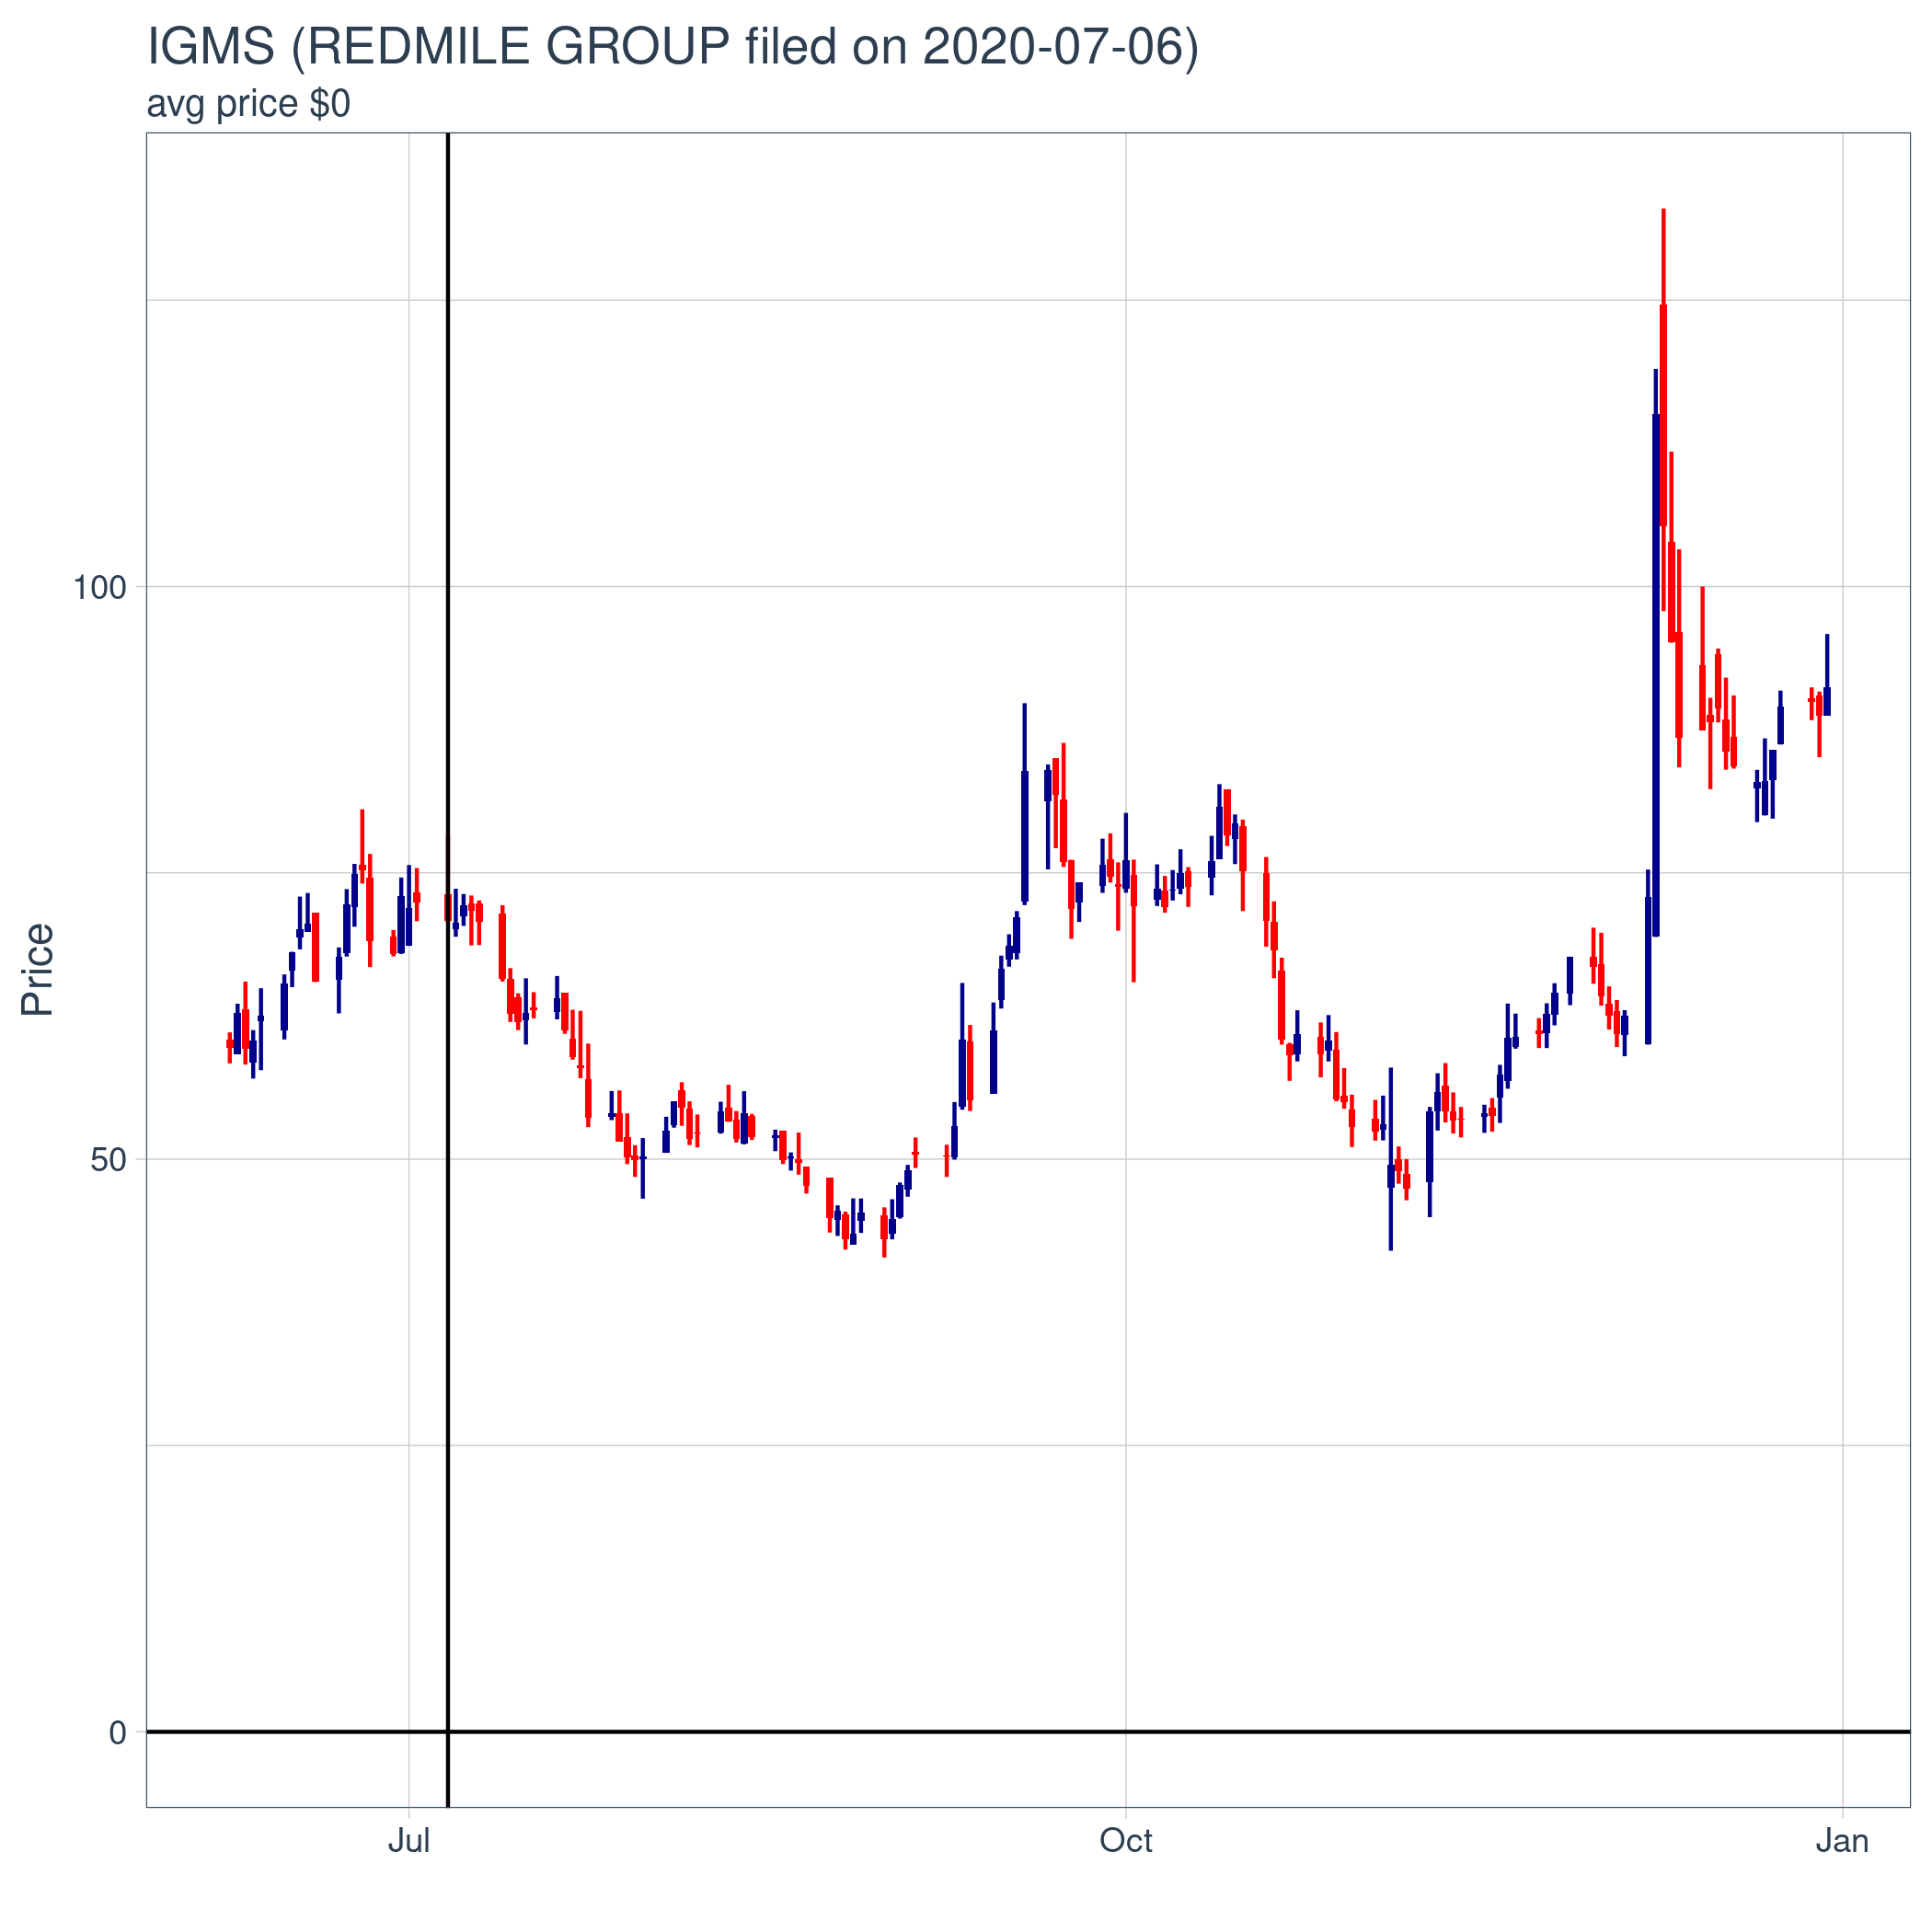 IGMS (REDMILE GROUP filed on 2020-07-06)
avg price $0
100
50
0
Price
Jul Oct Jan